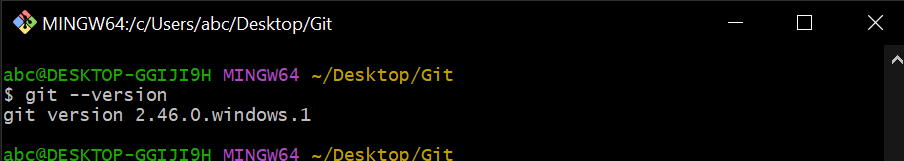 MINGW64:/c/Users/abc/Desktop/Git
abc@DESKTOP-GGIJI9H MINGW64 ~/Desktop/Git
$ git --version
git version 2.46.0.windows.1
abc@DESKTOP-GGIJI9H MINGW64 ~/Desktop/Git